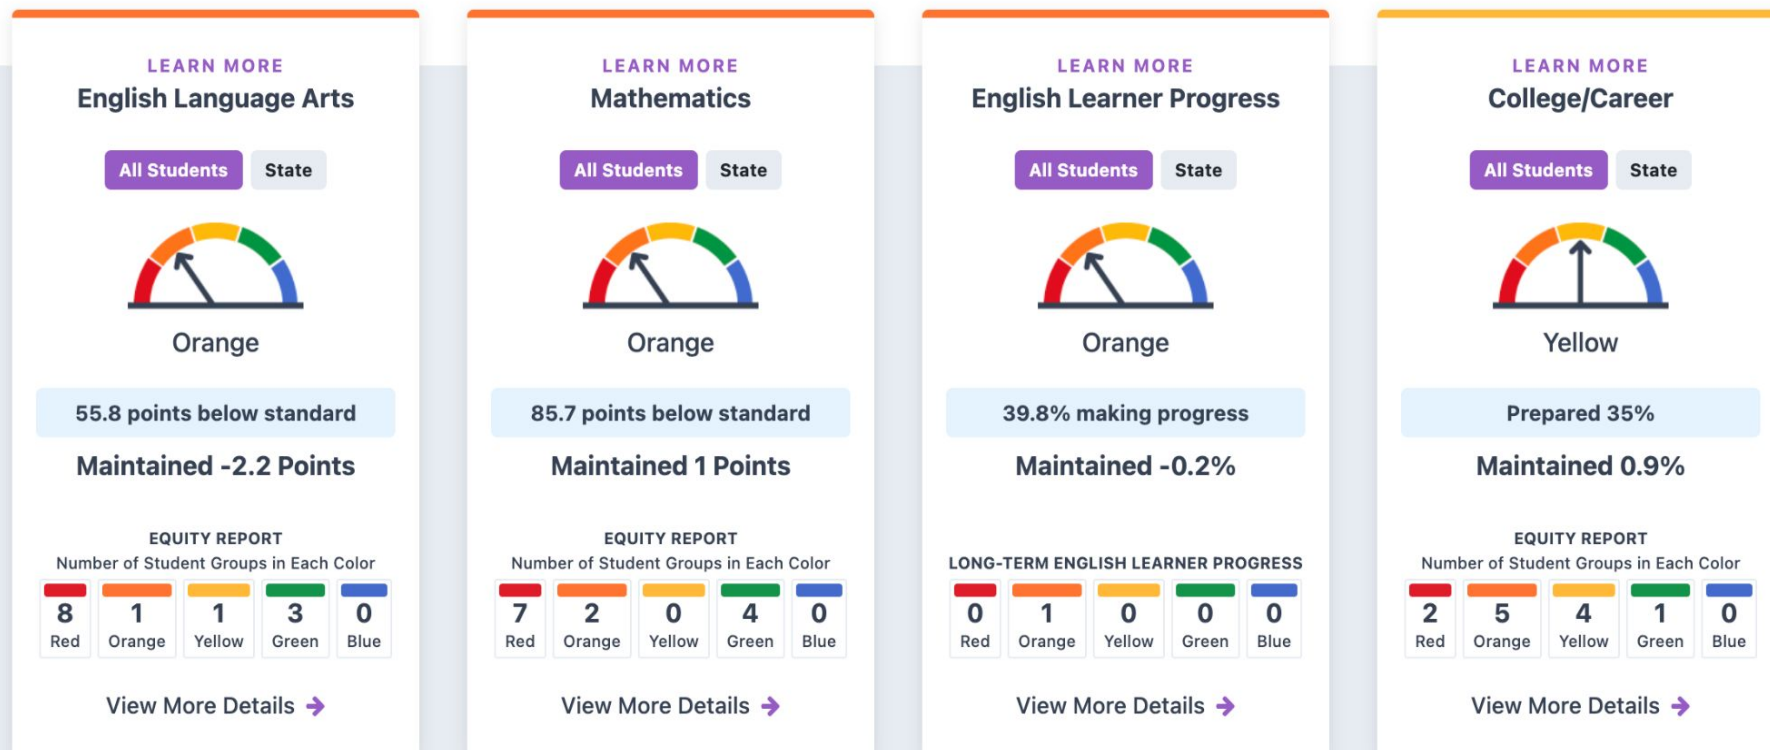 LEARN MORE
English Language Arts
All Students State
Orange
55.8 points below standard
Maintained -2.2 Points
EQUITY REPORT
Number of Student Groups in Each Color
8 1 1 3 0
Red Orange Yellow Green Blue
View More Details
LEARN MORE
Mathematics
All Students State
Orange
85.7 points below standard
Maintained 1 Points
EQUITY REPORT
Number of Student Groups in Each Color
7 2 0 4 0
Red Orange Yellow Green Blue
View More Details
LEARN MORE
English Learner Progress
All Students State
Orange
39.8% making progress
Maintained -0.2%
LONG-TERM ENGLISH LEARNER PROGRESS
0 1 0 0 0
Red Orange Yellow Green Blue
View More Details
LEARN MORE
College/Career
All Students State
Yellow
Prepared 35%
Maintained 0.9%
EQUITY REPORT
Number of Student Groups in Each Color
2 5 4 1 0
Red Orange Yellow Green Blue
View More Details